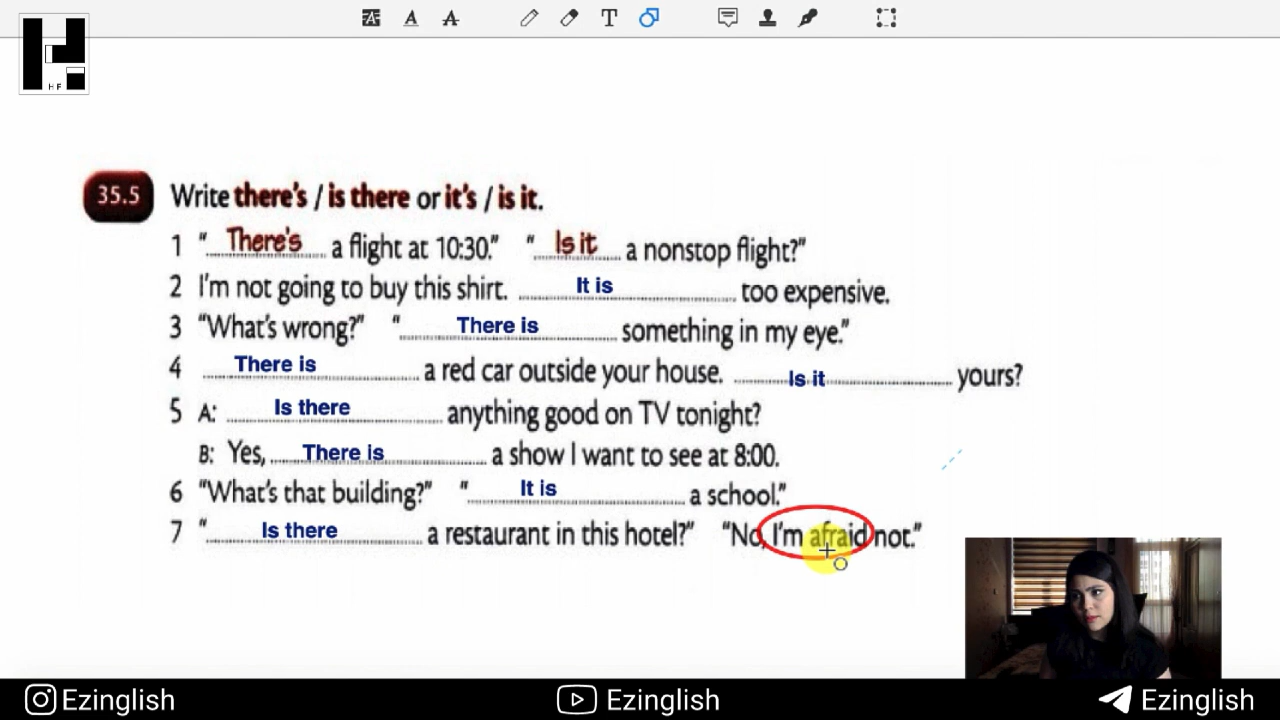 HF
35.5 Write there's / is there or it's / is it.
1 "There's a flight at 10:30." "Is it a nonstop flight?"
2 I'm not going to buy this shirt. It is too expensive.
3 "What's wrong?" "There is something in my eye."
4 There is a red car outside your house. Is it yours?
5 A: Is there anything good on TV tonight?
B: Yes, There is a show I want to see at 8:00.
6 "What's that building?" "It is a school."
7 "Is there a restaurant in this hotel?" "No, I'm afraid not."
Ezinglish Ezinglish Ezinglish